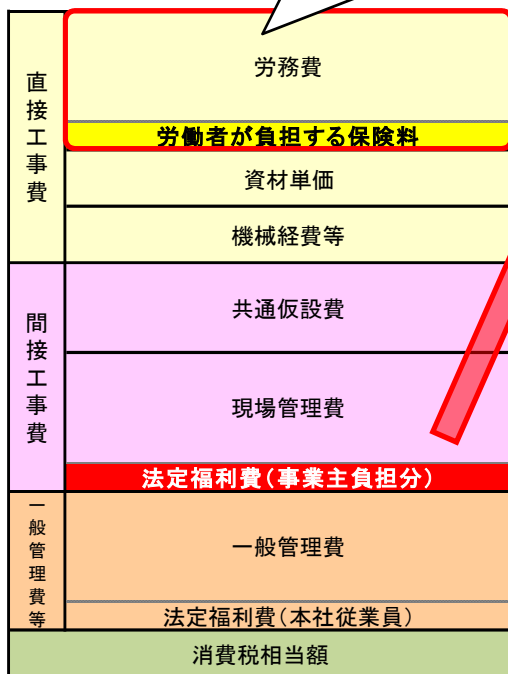 直接工事費
労務費
労働者が負担する保険料
資材単価
機械経費等
間接工事費
共通仮設費
現場管理費
法定福利費(事業主負担分)
一般管理費等
一般管理費
法定福利費(本社従業員)
消費税相当額